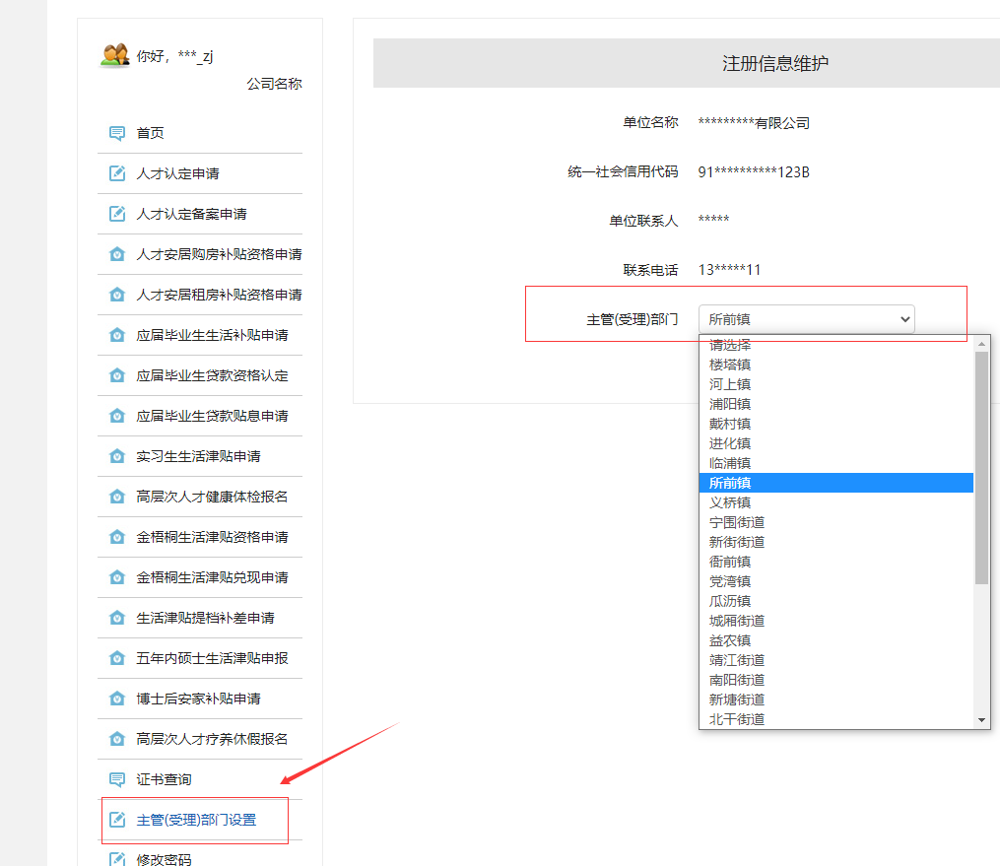 你好，***_zj
公司名称
首页
人才认定申请
人才认定备案申请
人才安居购房补贴资格申请
人才安居租房补贴资格申请
应届毕业生生活补贴申请
应届毕业生贷款资格认定
应届毕业生贷款贴息申请
实习生生活津贴申请
高层次人才健康体检报名
金梧桐生活津贴资格申请
金梧桐生活津贴兑现申请
生活津贴提档补差申请
五年内硕士生活津贴申报
博士后安家补贴申请
高层次人才疗养休假报名
证书查询
主管(受理)部门设置
修改密码
注册信息维护
单位名称 *********有限公司
统一社会信用代码 91**********123B
单位联系人 *****
联系电话 13*****11
主管(受理)部门 所前镇
请选择
楼塔镇
河上镇
浦阳镇
戴村镇
进化镇
临浦镇
所前镇
义桥镇
宁围街道
新街街道
衙前镇
党湾镇
瓜沥镇
城厢街道
益农镇
靖江街道
南阳街道
新塘街道
北干街道